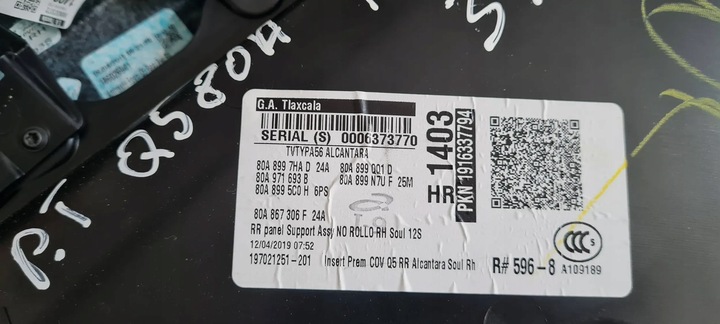 P.T Q5 80A
G.A. Tlaxcala
SERIAL (S) 0006373770
TVTYPA56 ALCANTARA
80A 899 7HA D 24A 80A 899 QQ1 D
80A 971 693 B 80A 899 N7U F 25M
80A 899 5C0 H 6PS
80A 867 306 F 24A
RR panel Support Assy NO ROLLO RH Soul 12S
12/04/2019 07:52
197021251-201 Insert Prem COV Q5 RR Alcantara Soul Rh
HR 1403
PKN 1916337794
R# 596-8
CCC S
A109189